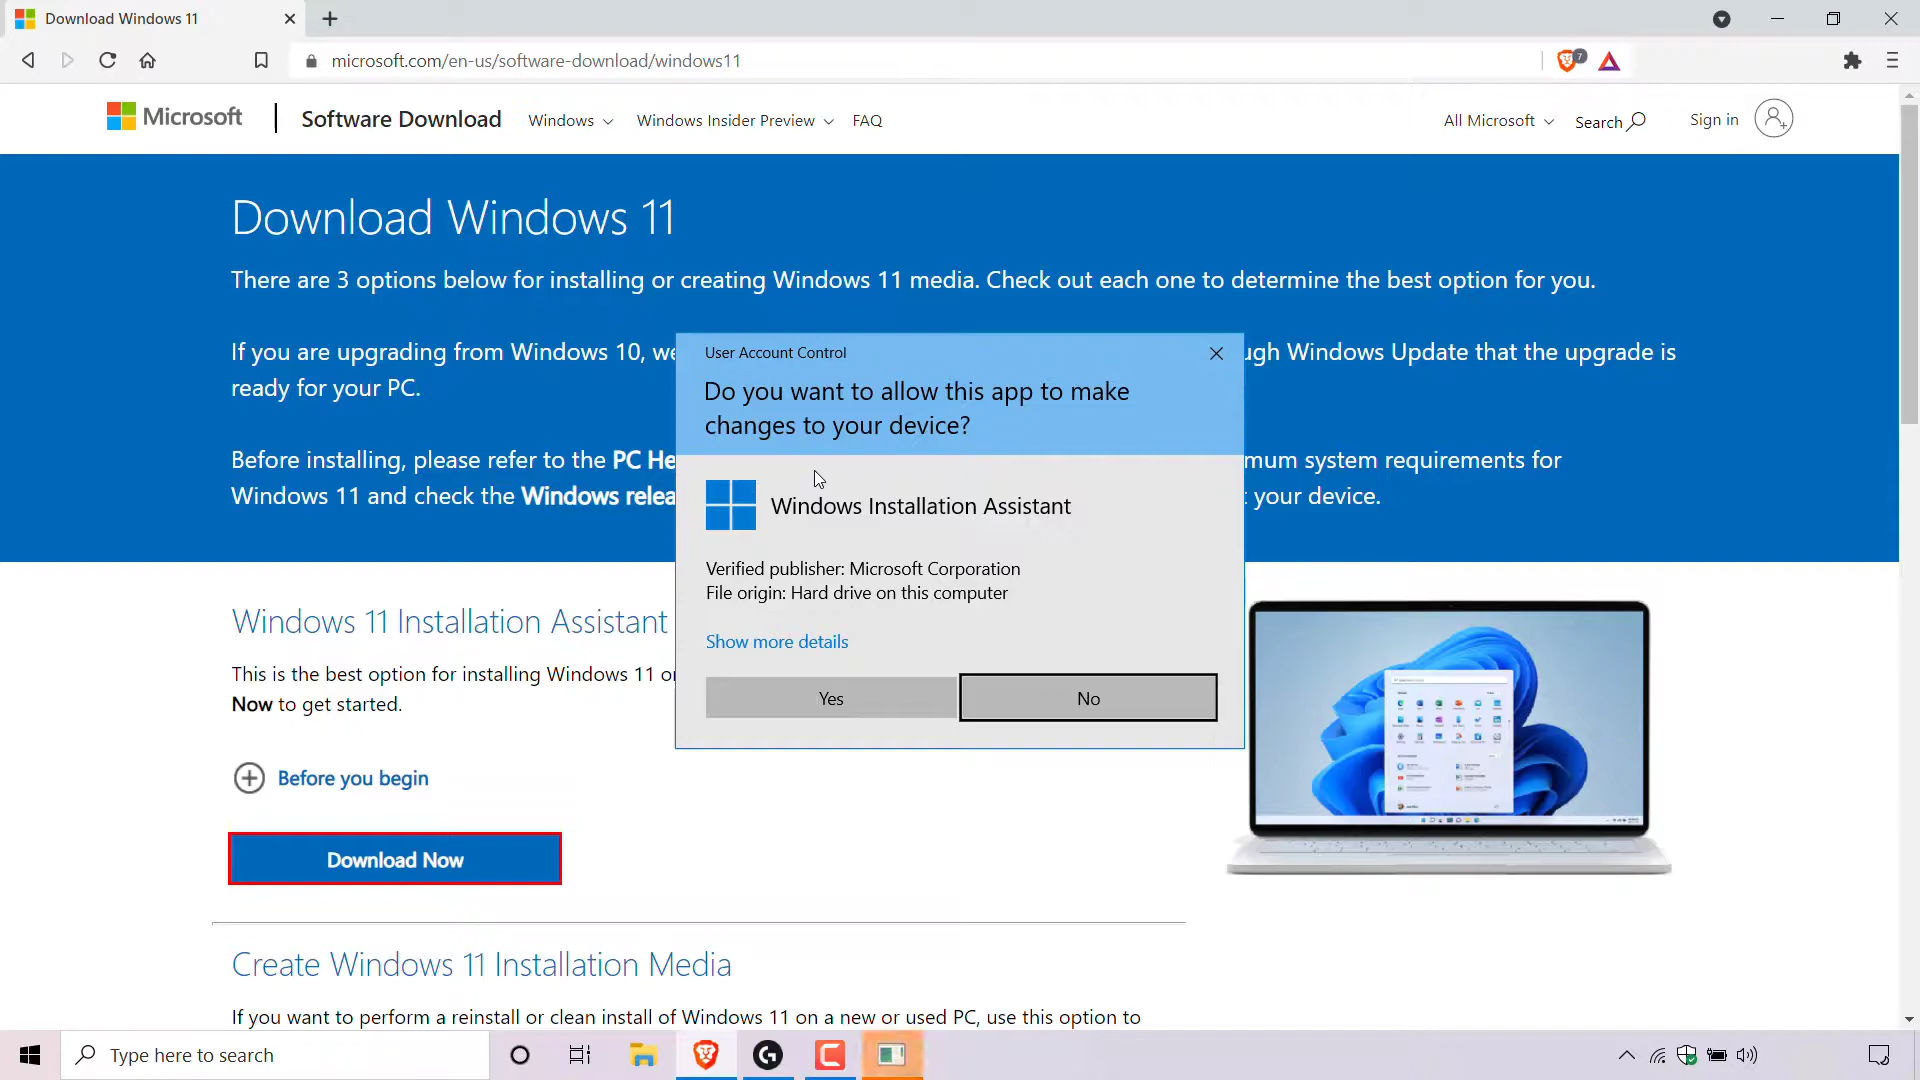 Download Windows 11
microsoft.com/en-us/software-download/windows11
7
Microsoft
Software Download
Windows
Windows Insider Preview
FAQ
All Microsoft
Search
Sign in
Download Windows 11
There are 3 options below for installing or creating Windows 11 media. Check out each one to determine the best option for you.
If you are upgrading from Windows 10, we
ugh Windows Update that the upgrade is
ready for your PC.
Before installing, please refer to the PC He
mum system requirements for
Windows 11 and check the Windows relea
t your device.
User Account Control
Do you want to allow this app to make
changes to your device?
Windows Installation Assistant
Verified publisher: Microsoft Corporation
File origin: Hard drive on this computer
Show more details
Yes
No
Windows 11 Installation Assistant
This is the best option for installing Windows 11 o
Now to get started.
Before you begin
Download Now
Create Windows 11 Installation Media
If you want to perform a reinstall or clean install of Windows 11 on a new or used PC, use this option to
Type here to search